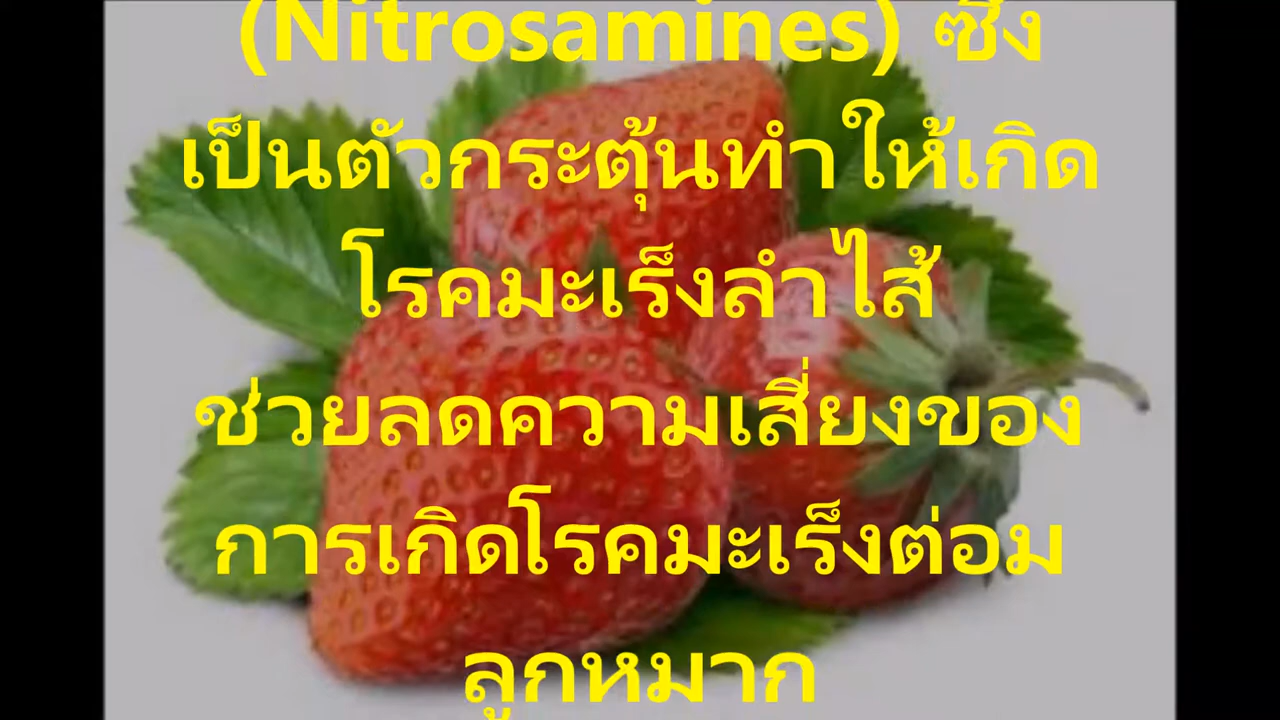 (Nitrosamines) ซึ่ง
เป็นตัวกระตุ้นทำให้เกิด
โรคมะเร็งลำไส้
ช่วยลดความเสี่ยงของ
การเกิดโรคมะเร็งต่อม
ลูกหมาก